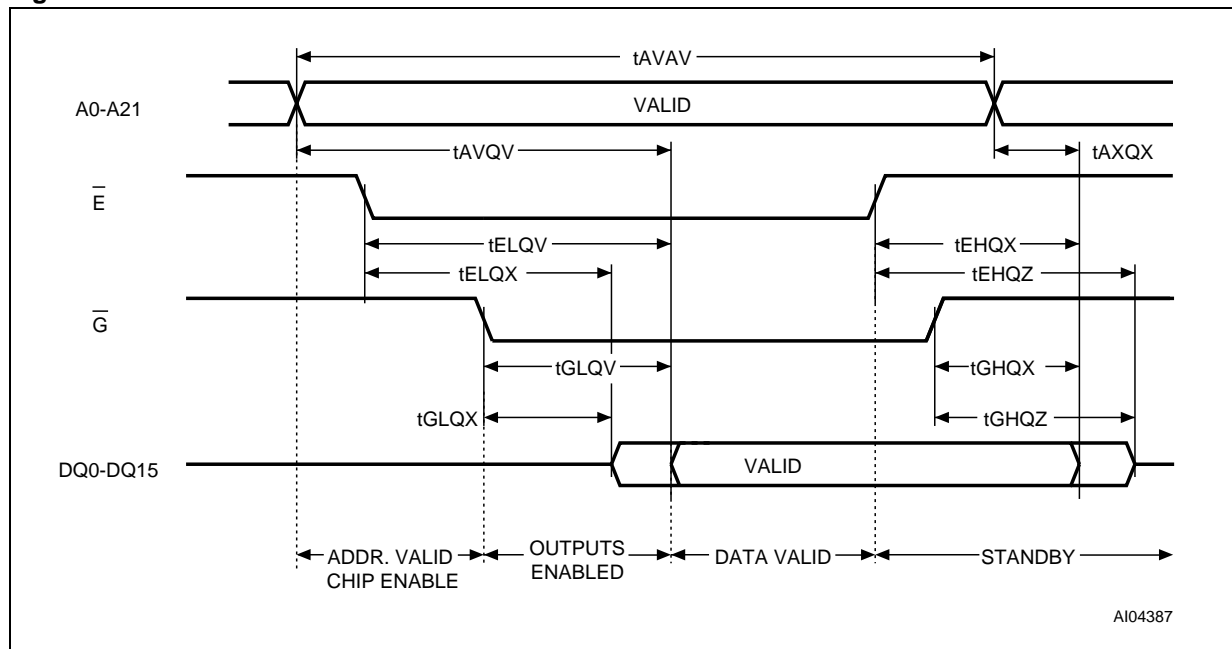 tAVAV
A0-A21
VALID
tAVQV
tAXQX
E
tELQV
tEHQX
tELQX
tEHQZ
G
tGLQV
tGHQX
tGLQX
tGHQZ
DQ0-DQ15
VALID
ADDR. VALID
CHIP ENABLE
OUTPUTS
ENABLED
DATA VALID
STANDBY
AI04387